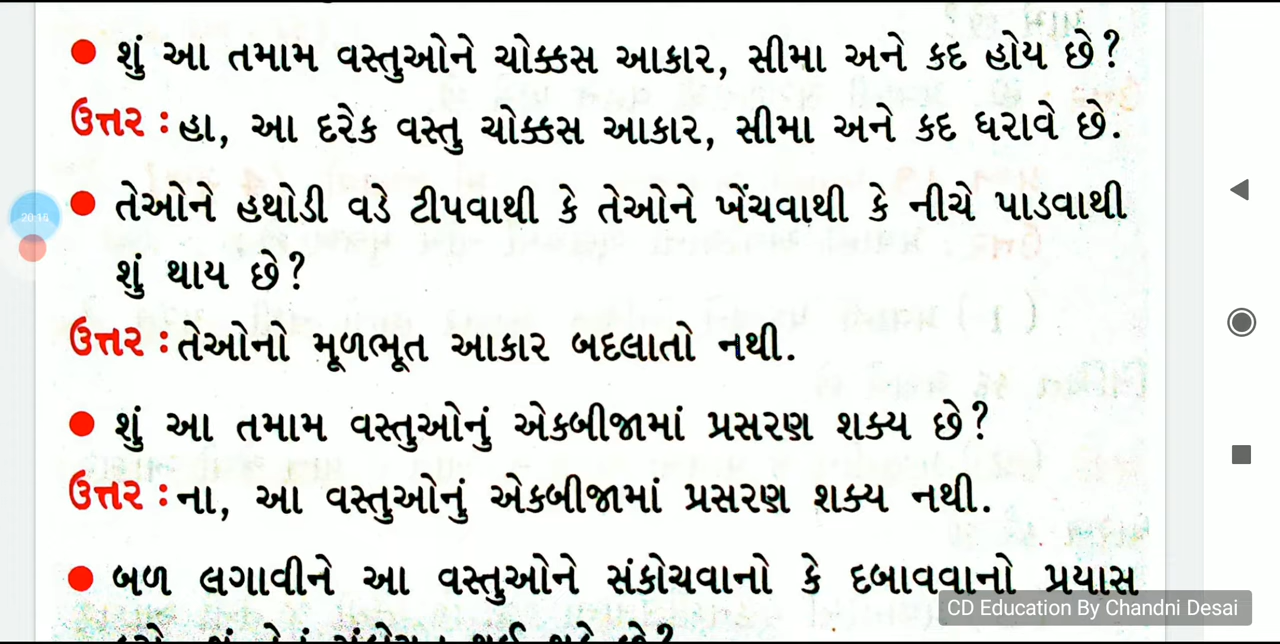 શું આ તમામ વસ્તુઓને ચોક્કસ આકાર, સીમા અને કદ હોય છે?
ઉત્તર : હા, આ દરેક વસ્તુ ચોક્કસ આકાર, સીમા અને કદ ધરાવે છે.
20:15
તેઓને હથોડી વડે ટીપવાથી કે તેઓને ખેંચવાથી કે નીચે પાડવાથી
શું થાય છે?
ઉત્તર : તેઓનો મૂળભૂત આકાર બદલાતો નથી.
શું આ તમામ વસ્તુઓનું એકબીજામાં પ્રસરણ શક્ય છે?
ઉત્તર : ના, આ વસ્તુઓનું એકબીજામાં પ્રસરણ શક્ય નથી.
બળ લગાવીને આ વસ્તુઓને સંકોચવાનો કે દબાવવાનો પ્રયાસ
CD Education By Chandni Desai